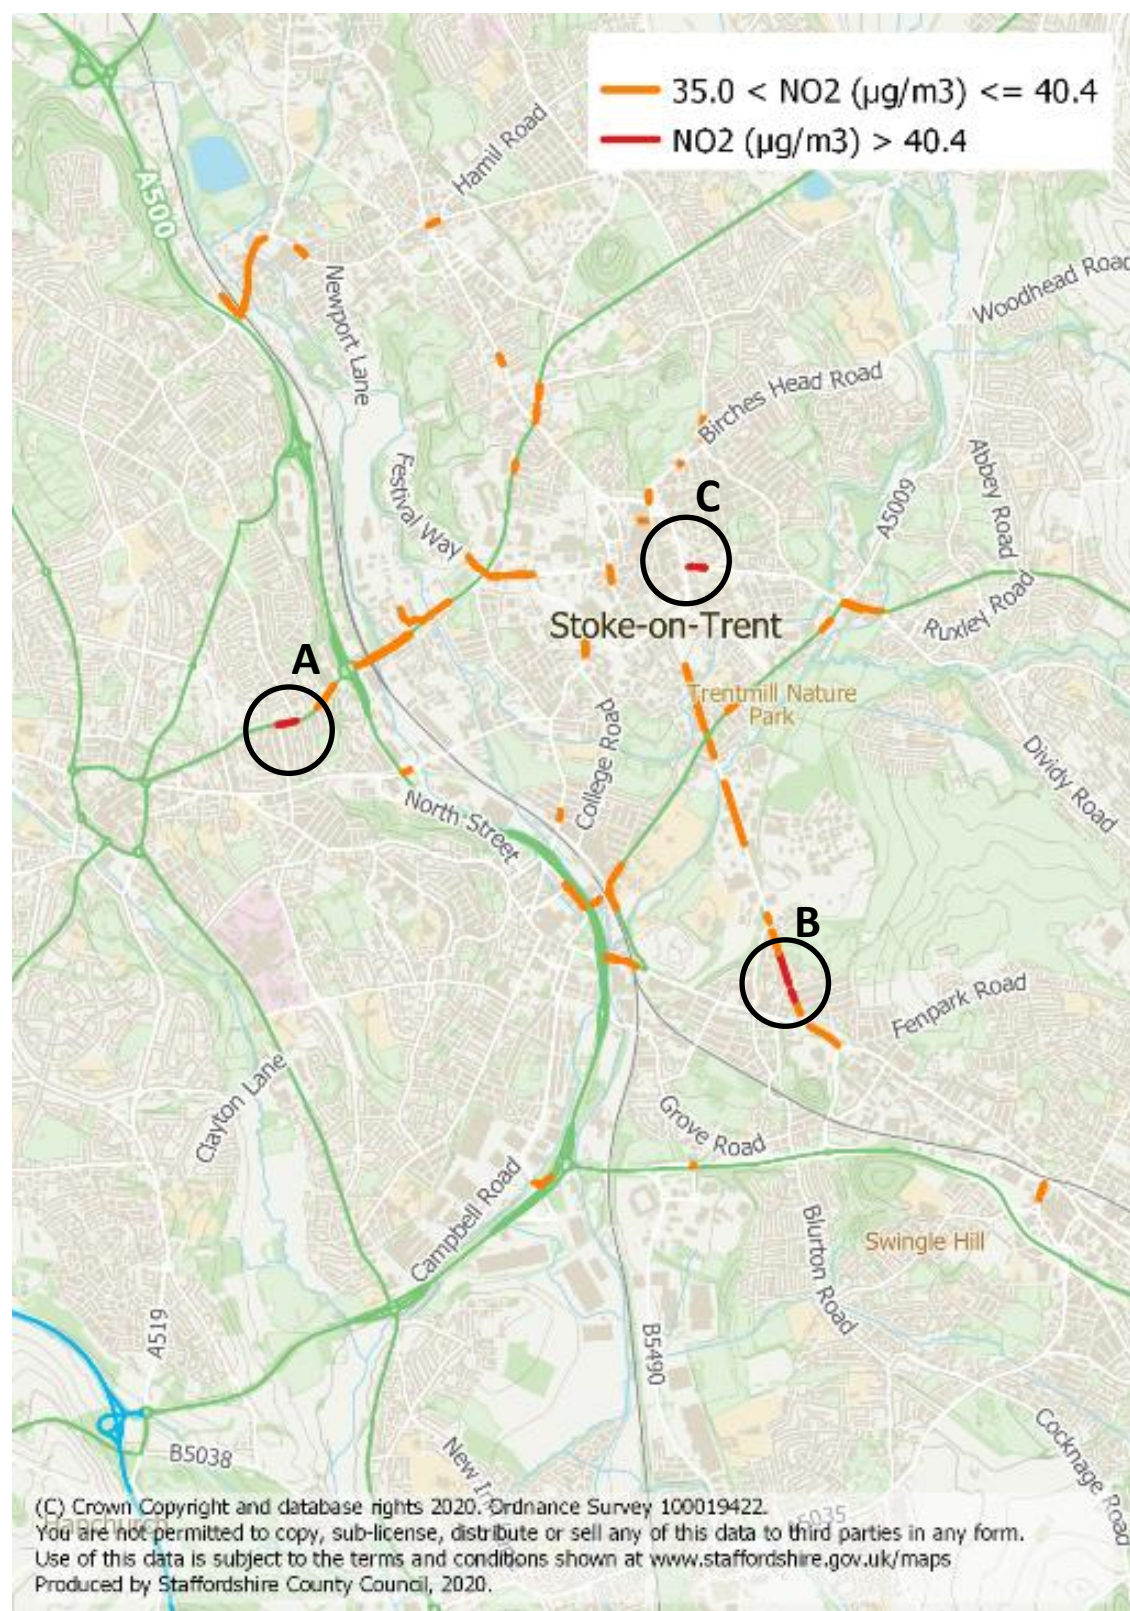 35.0 < NO2 (µg/m3) <= 40.4
NO2 (µg/m3) > 40.4
Hamil Road
A500
Newport Lane
Woodhead Road
Birches Head Road
Festival Way
A5009
Abbey Road
C
Stoke-on-Trent
Ruxley Road
A
Trentmill Nature
Park
College Road
Dividy Road
North Street
B
Fenpark Road
Clayton Lane
Grove Road
Campbell Road
Blurton Road
Swingle Hill
A519
B5490
B5038
Cocknage Road
(C) Crown Copyright and database rights 2020. Ordnance Survey 100019422.
You are not permitted to copy, sub-license, distribute or sell any of this data to third parties in any form.
Use of this data is subject to the terms and conditions shown at www.staffordshire.gov.uk/maps
Produced by Staffordshire County Council, 2020.